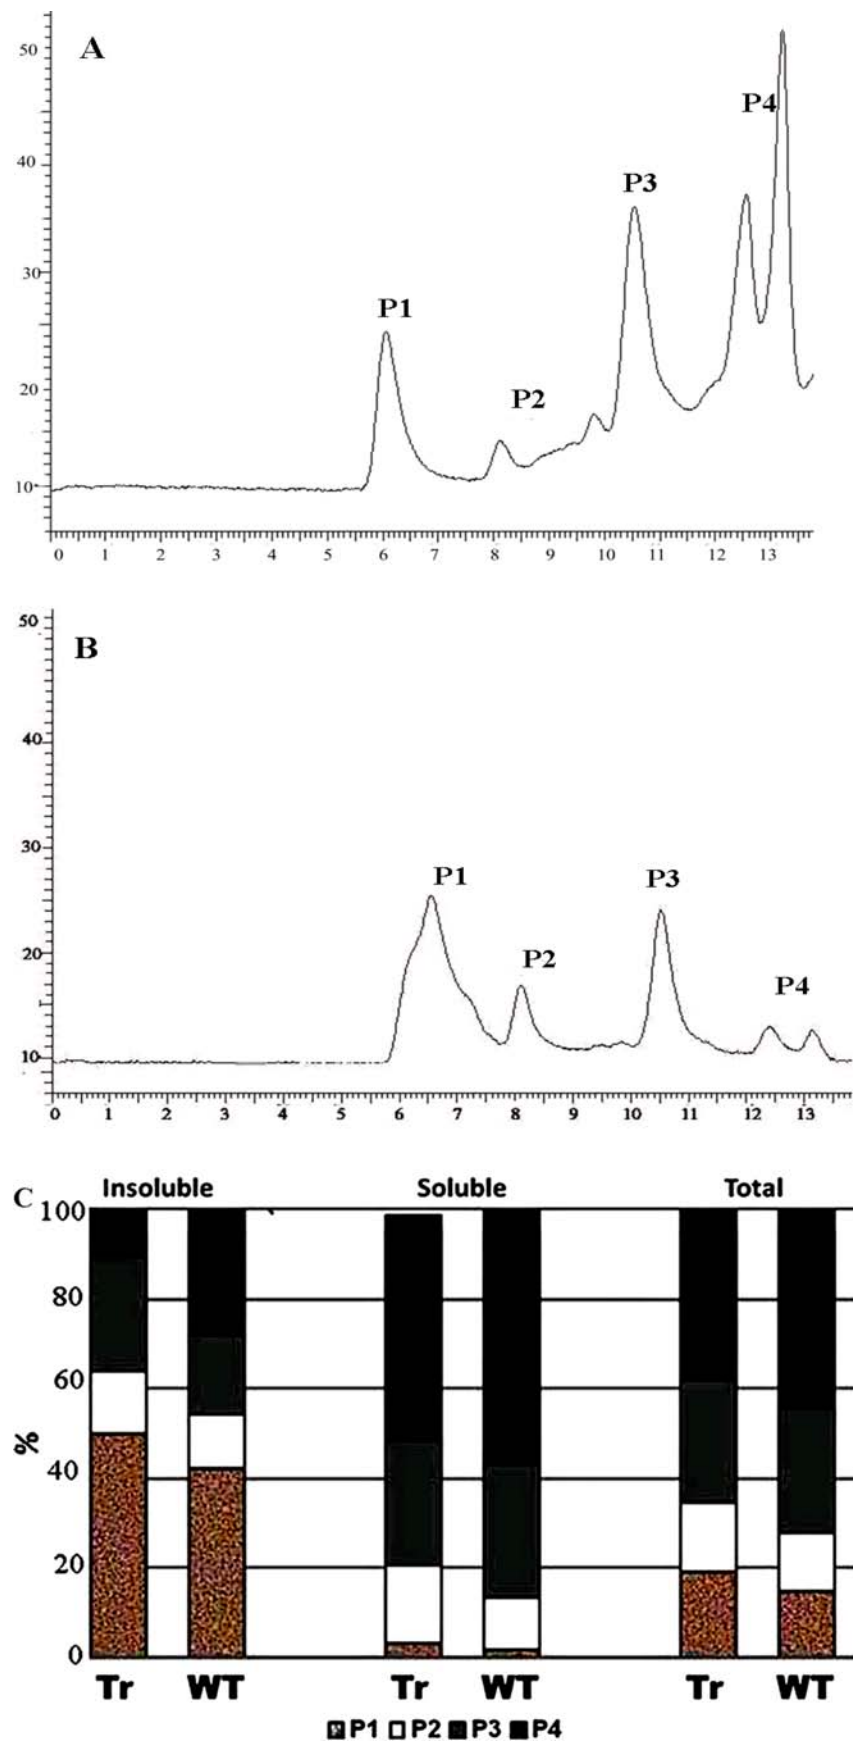 A
50
40
30
20
10
P1
P2
P3
P4
0 1 2 3 4 5 6 7 8 9 10 11 12 13
B
50
40
30
20
10
P1
P2
P3
P4
0 1 2 3 4 5 6 7 8 9 10 11 12 13
C
Insoluble Soluble Total
%
100
80
60
40
20
0
Tr WT Tr WT Tr WT
P1 P2 P3 P4